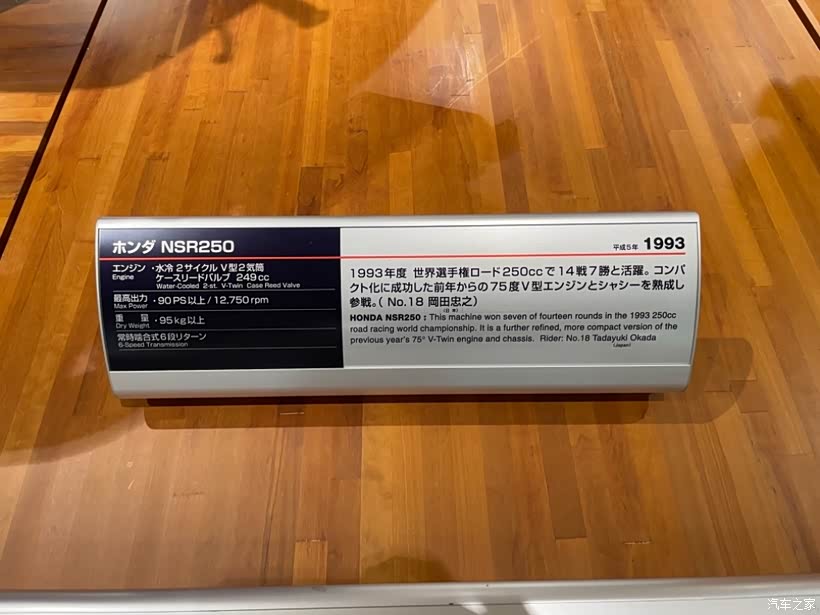 ホンダ NSR250
エンジン・水冷2サイクル V型2気筒
Engine ケースリードバルブ 249cc
Water-Cooled 2-st. V-Twin Case Reed Valve
最高出力・90PS以上/12,750rpm
Max Power
重量・95kg以上
Dry Weight
常時噛合式6段リターン
6-Speed Transmission
平成5年 1993
1993年度 世界選手権ロード250ccで14戦7勝と活躍。コンパ
クト化に成功した前年からの75度V型エンジンとシャシーを熟成し
参戦。( No.18 岡田忠之)
(日本)
HONDA NSR250 : This machine won seven of fourteen rounds in the 1993 250cc
road racing world championship. It is a further refined, more compact version of the
previous year's 75° V-Twin engine and chassis. Rider: No.18 Tadayuki Okada
(Japan)
汽车之家